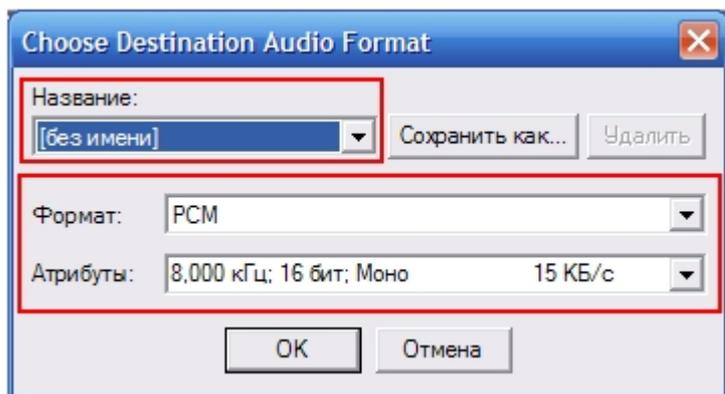 Choose Destination Audio Format
Название:
[без имени] Сохранить как... Удалить
Формат: PCM
Атрибуты: 8,000 кГц; 16 бит; Моно 15 КБ/с
OK Отмена